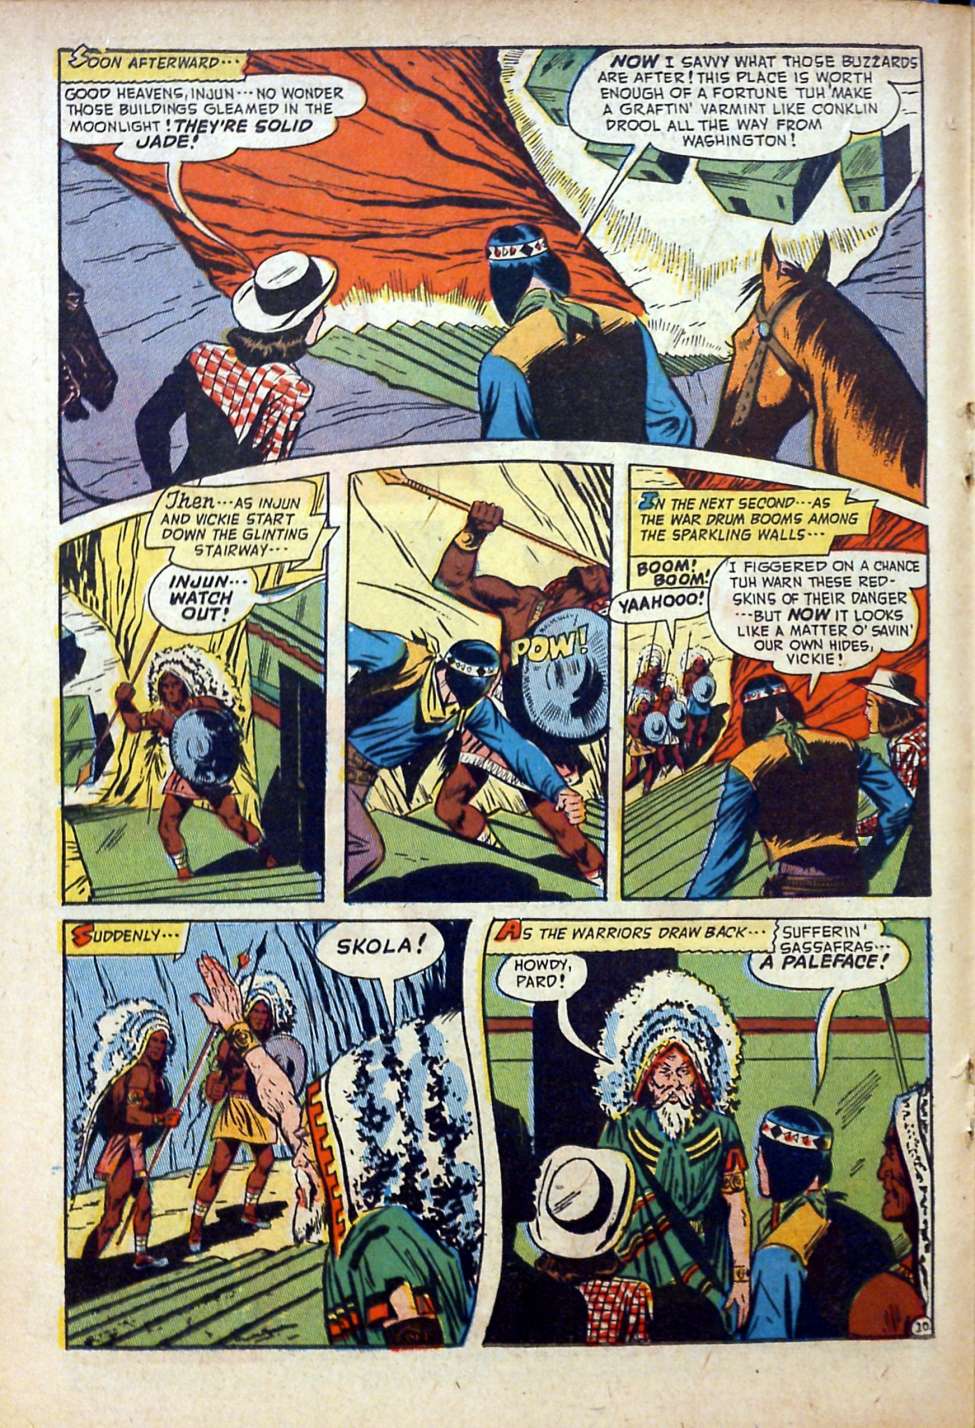 SOON AFTERWARD---
GOOD HEAVENS, INJUN --- NO WONDER
THOSE BUILDINGS GLEAMED IN THE
MOONLIGHT! THEY'RE SOLID
JADE!
NOW I SAVVY WHAT THOSE BUZZARDS
ARE AFTER! THIS PLACE IS WORTH
ENOUGH OF A FORTUNE TUH MAKE
A GRAFTIN' VARMINT LIKE CONKLIN
DROOL ALL THE WAY FROM
WASHINGTON!
Then---AS INJUN
AND VICKIE START
DOWN THE GLINTING
STAIRWAY---
INJUN---
WATCH
OUT!
POW!
IN THE NEXT SECOND---AS
THE WAR DRUM BOOMS AMONG
THE SPARKLING WALLS---
BOOM!
BOOM!
YAAHOOO!
I FIGGERED ON A CHANCE
TUH WARN THESE RED-
SKINS OF THEIR DANGER
---BUT NOW IT LOOKS
LIKE A MATTER O' SAVIN'
OUR OWN HIDES,
VICKIE!
SUDDENLY---
SKOLA!
AS THE WARRIORS DRAW BACK---
HOWDY,
PARD!
SUFFERIN'
SASSAFRAS---
A PALEFACE!
10